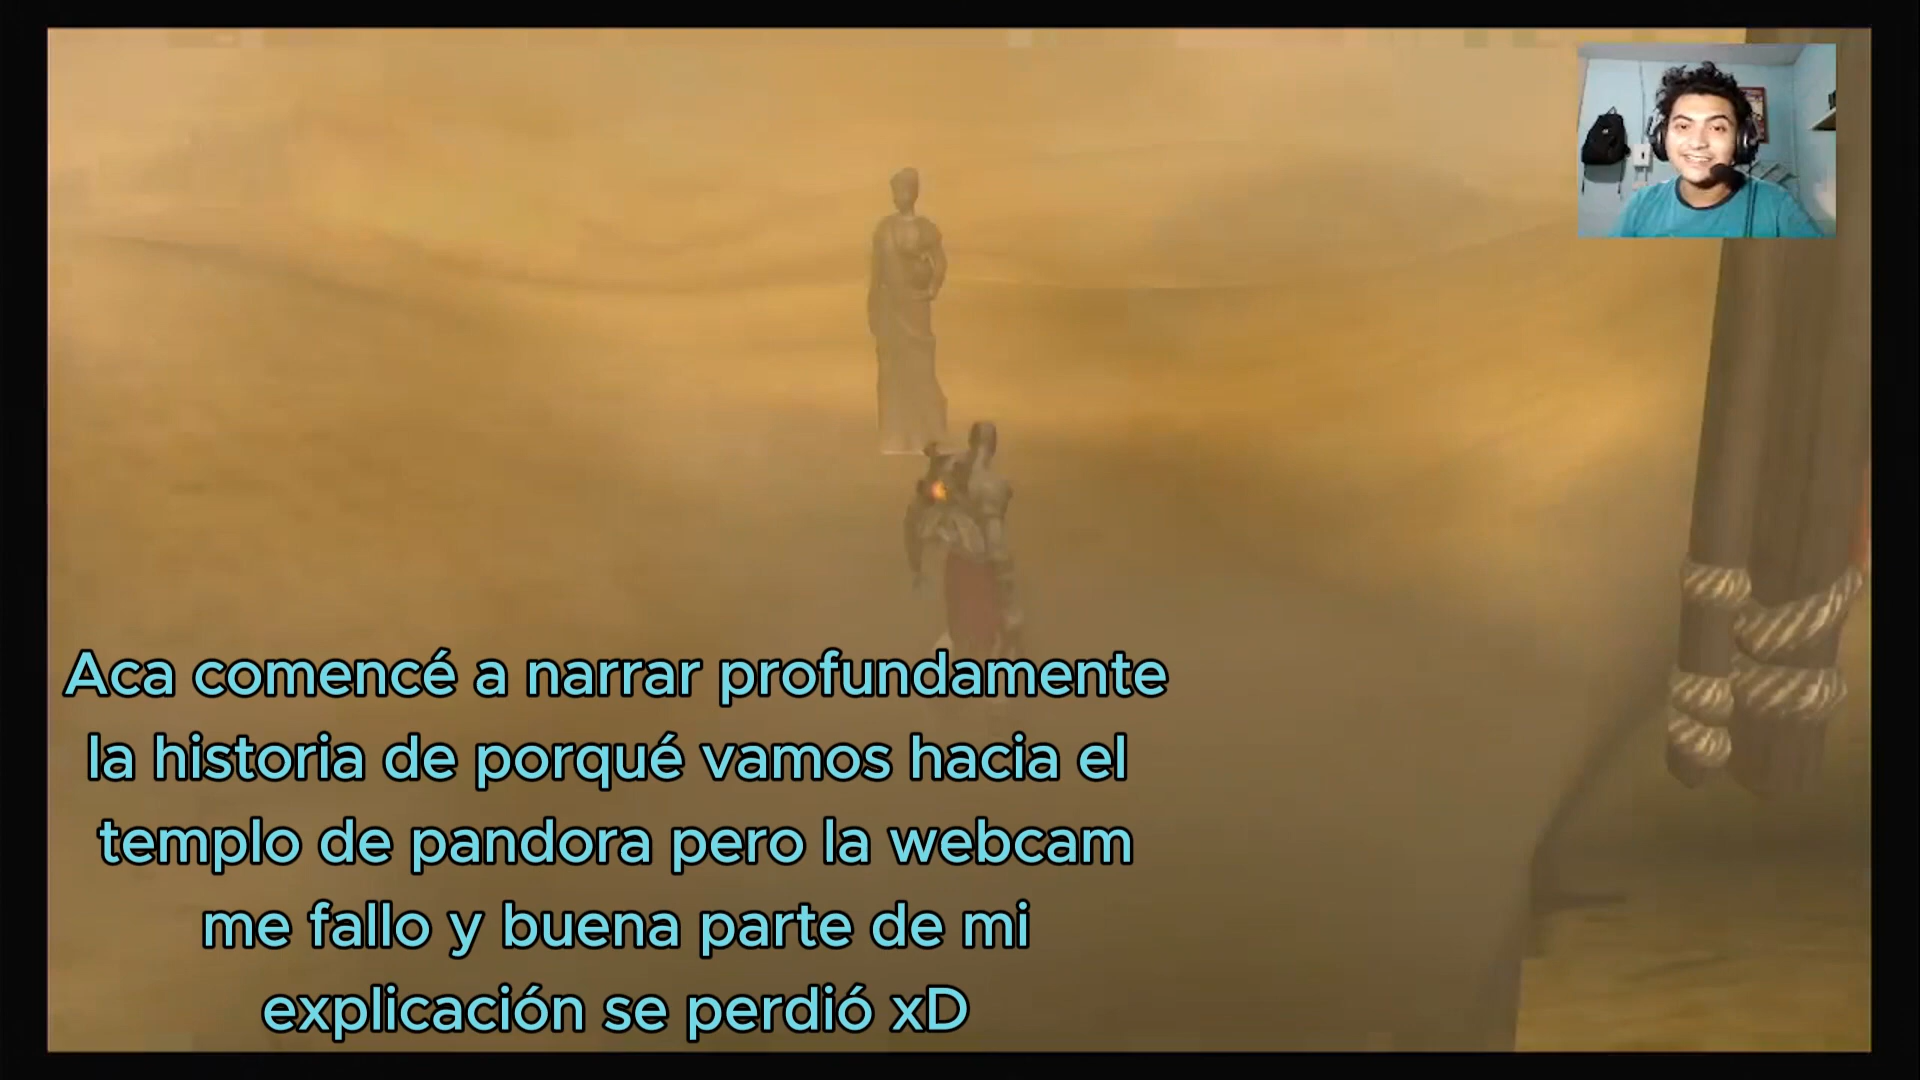 Aca comencé a narrar profundamente
la historia de porqué vamos hacia el
templo de pandora pero la webcam
me fallo y buena parte de mi
explicación se perdió xD